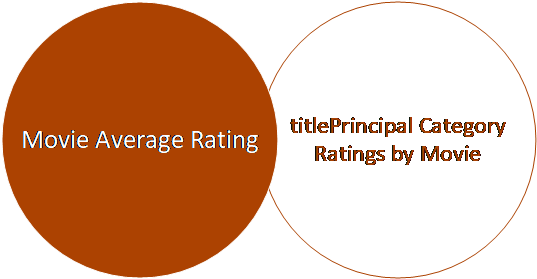 Movie Average Rating
titlePrincipal Category
Ratings by Movie